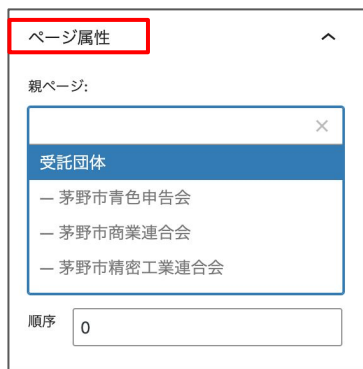 ページ属性
親ページ:
受託団体
— 茅野市青色申告会
— 茅野市商業連合会
— 茅野市精密工業連合会
順序
0